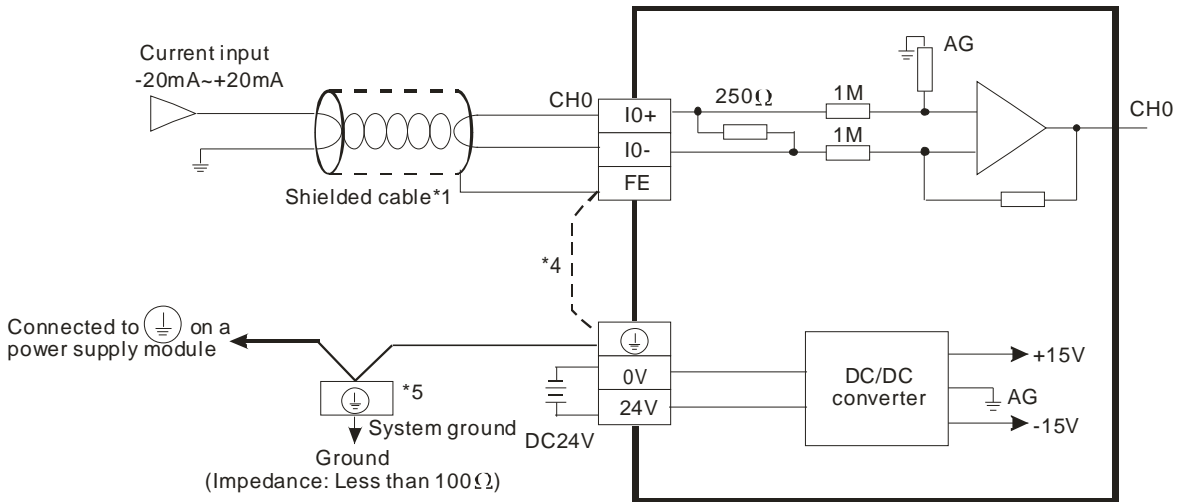 Current input
-20mA~+20mA
Shielded cable*1
CH0
I0+
I0-
FE
250Ω
1M
1M
AG
CH0
*4
Connected to on a
power supply module
*5
System ground
Ground
(Impedance: Less than 100Ω)
0V
24V
DC24V
DC/DC
converter
+15V
AG
-15V